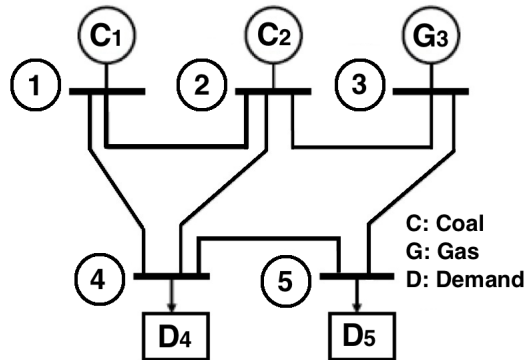 C1 C2 G3
1 2 3
C: Coal
G: Gas
4 5 D: Demand
D4 D5